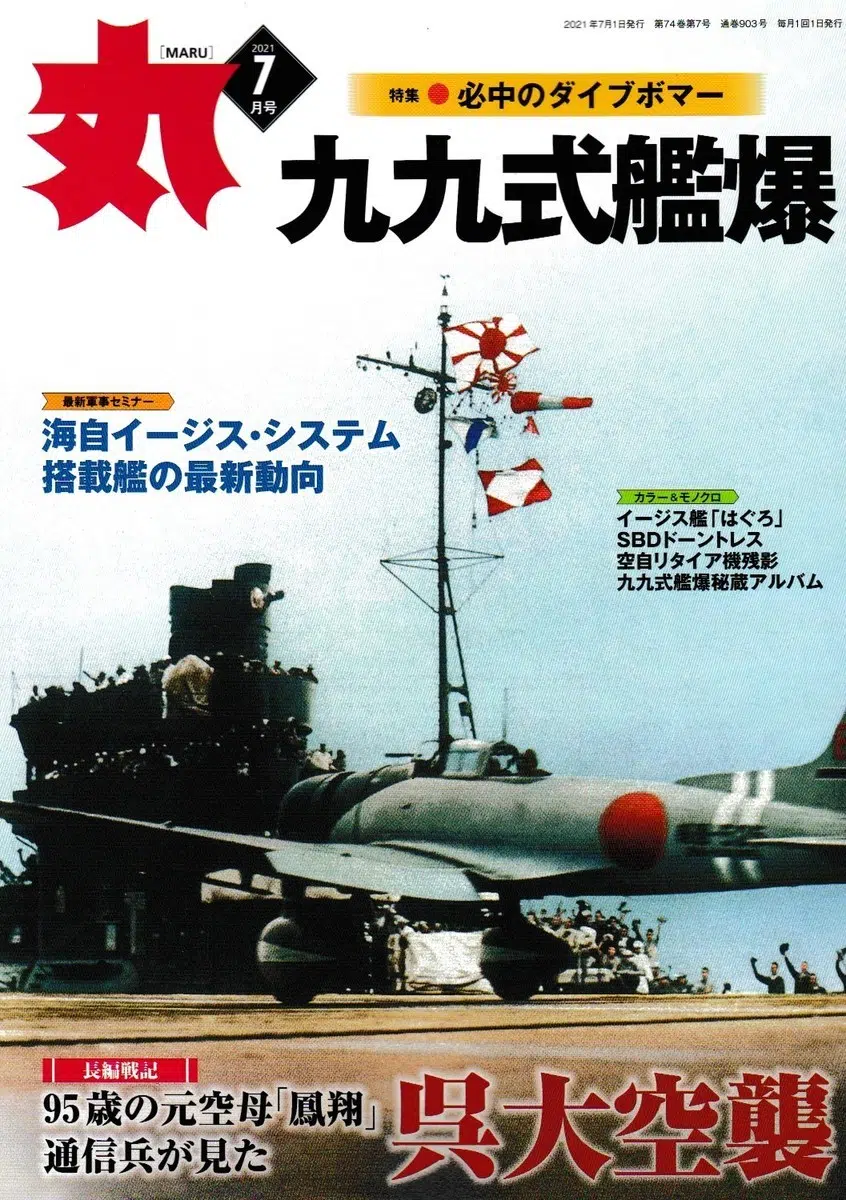 2021年7月1日発行 第74巻第7号 通巻903号 毎月1回1日発行
丸
[MARU]
2021
7
月号
特集●必中のダイブボマー
九九式艦爆
最新軍事セミナー
海自イージス・システム
搭載艦の最新動向
カラー&モノクロ
イージス艦「はぐろ」
SBDドーントレス
空自リタイア機残影
九九式艦爆秘蔵アルバム
長編戦記
95歳の元空母「鳳翔」
通信兵が見た
呉大空襲